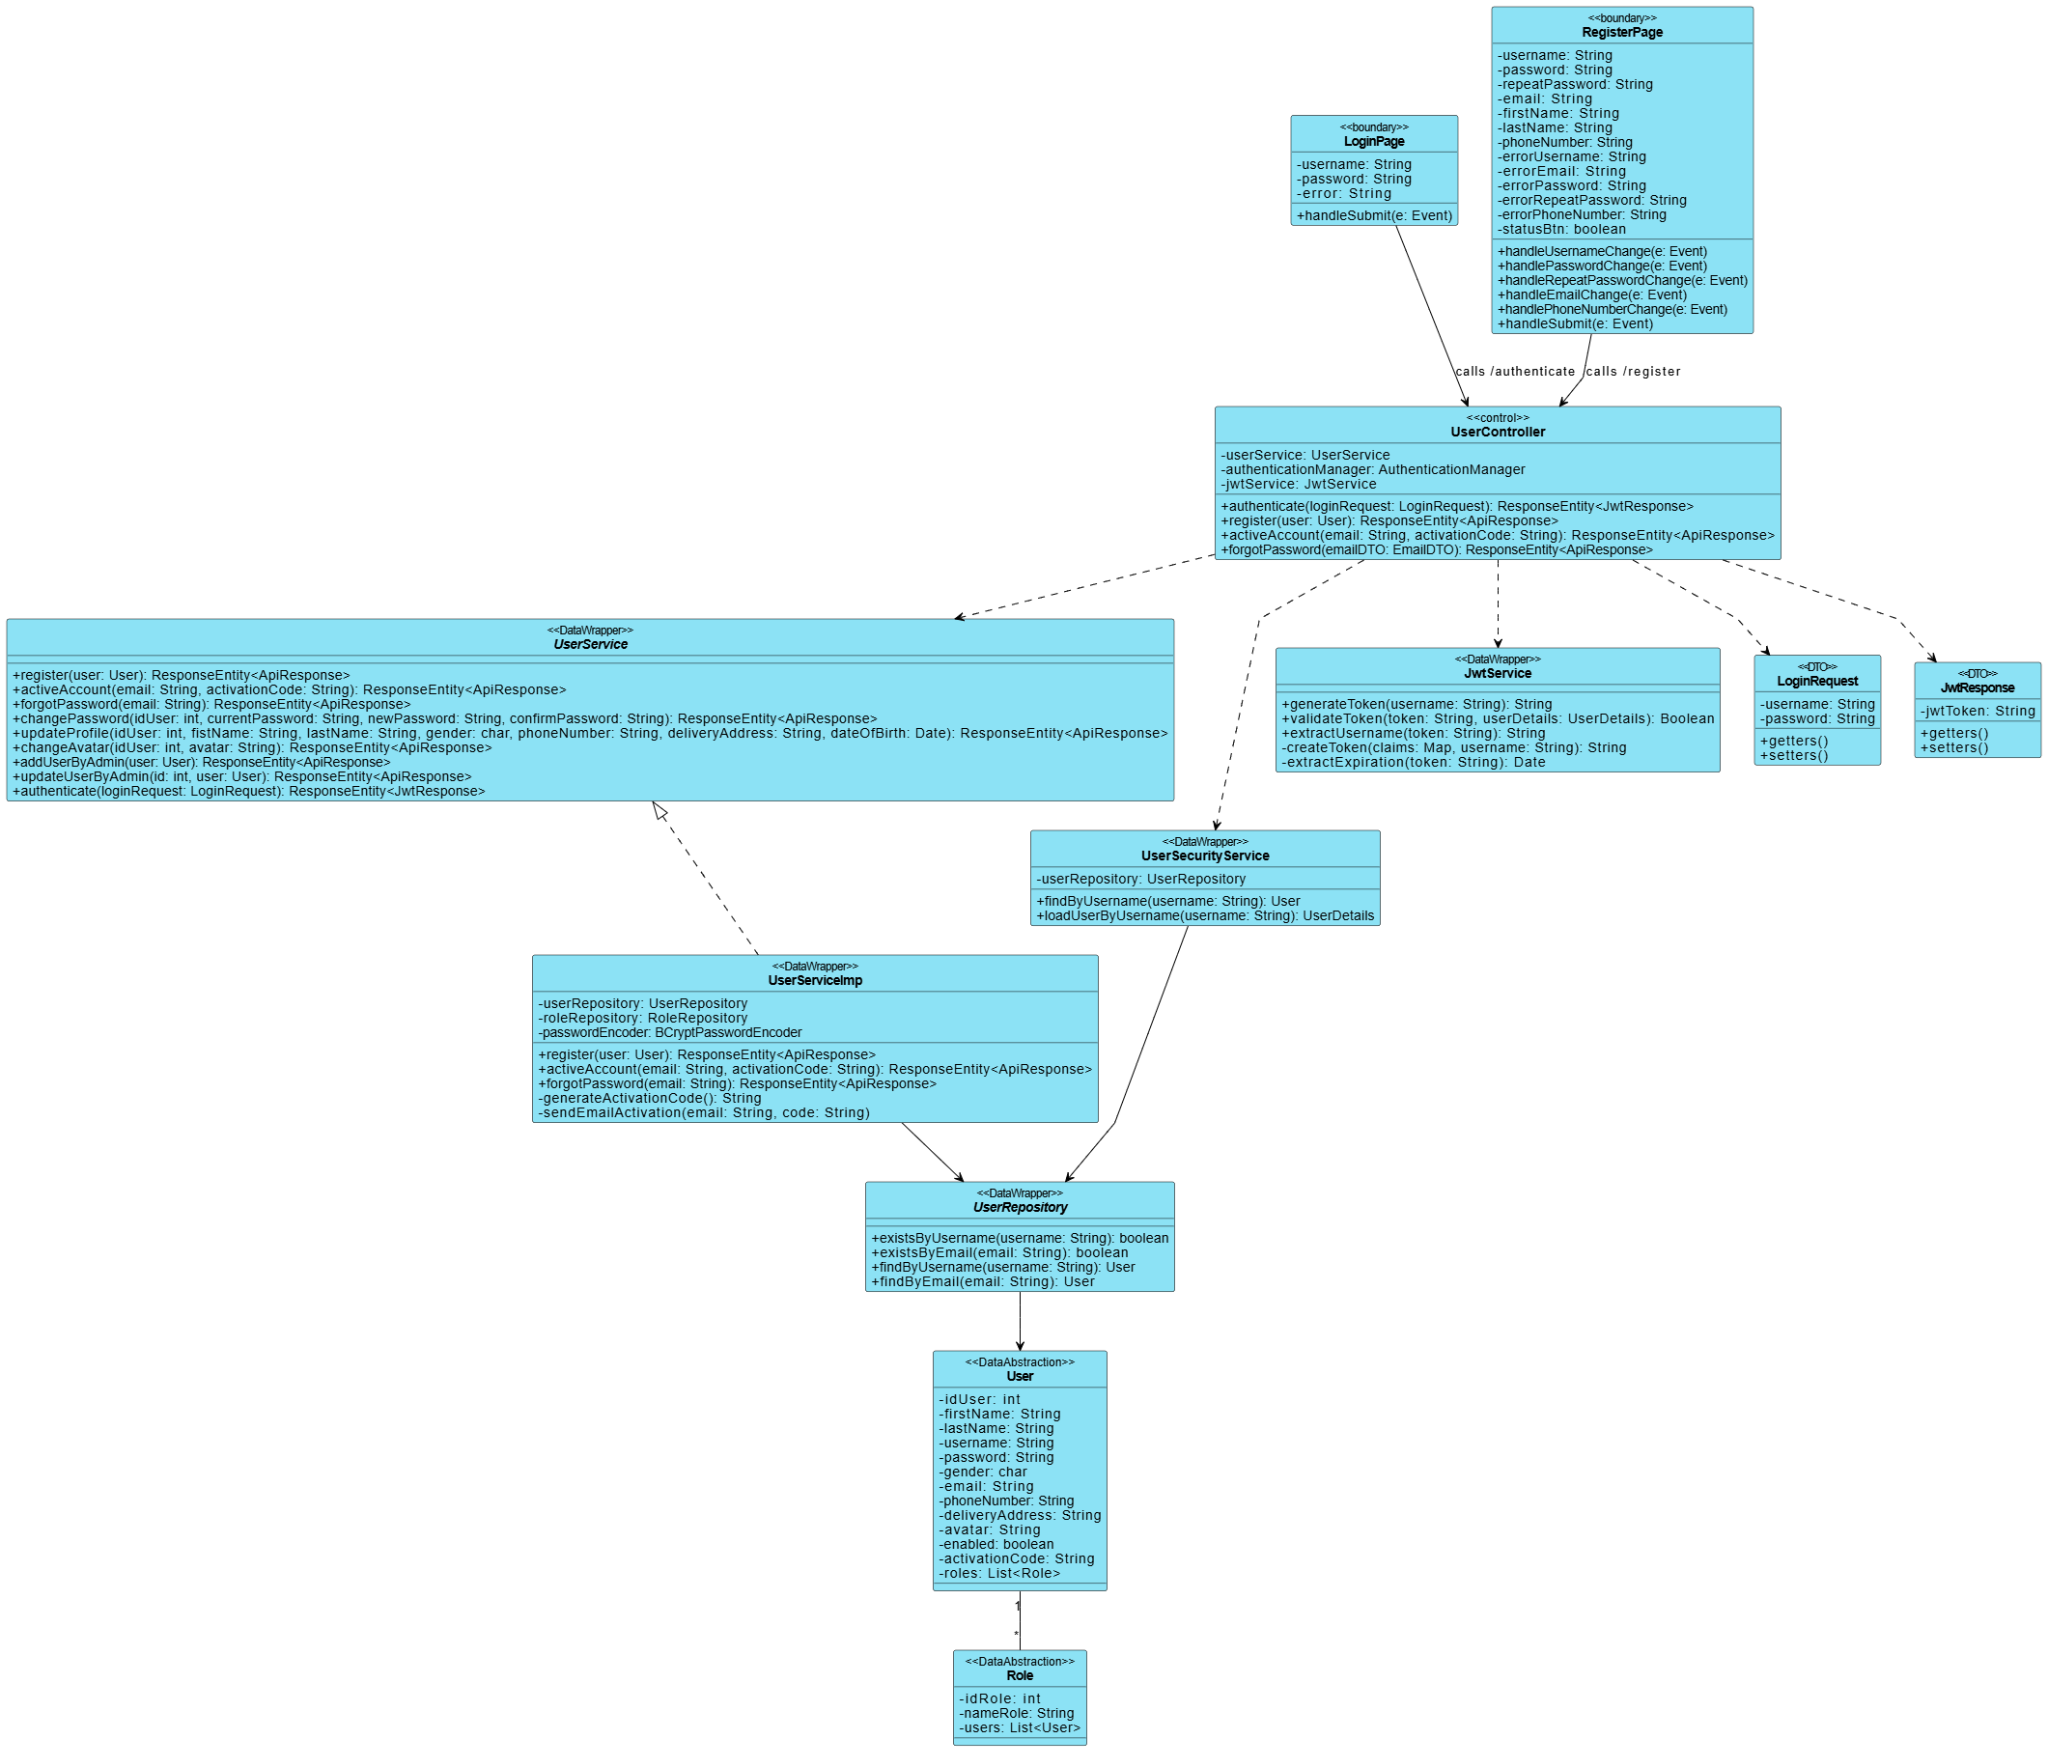 <<boundary>>
RegisterPage
-username: String
-password: String
-repeatPassword: String
-email: String
-firstName: String
-lastName: String
-phoneNumber: String
-errorUsername: String
-errorEmail: String
-errorPassword: String
-errorRepeatPassword: String
-errorPhoneNumber: String
-statusBtn: boolean
+handleUsernameChange(e: Event)
+handlePasswordChange(e: Event)
+handleRepeatPasswordChange(e: Event)
+handleEmailChange(e: Event)
+handlePhoneNumberChange(e: Event)
+handleSubmit(e: Event)
<<boundary>>
LoginPage
-username: String
-password: String
-error: String
+handleSubmit(e: Event)
calls /authenticate
calls /register
<<control>>
UserController
-userService: UserService
-authenticationManager: AuthenticationManager
-jwtService: JwtService
+authenticate(loginRequest: LoginRequest): ResponseEntity<JwtResponse>
+register(user: User): ResponseEntity<ApiResponse>
+activeAccount(email: String, activationCode: String): ResponseEntity<ApiResponse>
+forgotPassword(emailDTO: EmailDTO): ResponseEntity<ApiResponse>
<<DataWrapper>>
UserService
+register(user: User): ResponseEntity<ApiResponse>
+activeAccount(email: String, activationCode: String): ResponseEntity<ApiResponse>
+forgotPassword(email: String): ResponseEntity<ApiResponse>
+changePassword(idUser: int, currentPassword: String, newPassword: String, confirmPassword: String): ResponseEntity<ApiResponse>
+updateProfile(idUser: int, fistName: String, lastName: String, gender: char, phoneNumber: String, deliveryAddress: String, dateOfBirth: Date): ResponseEntity<ApiResponse>
+changeAvatar(idUser: int, avatar: String): ResponseEntity<ApiResponse>
+addUserByAdmin(user: User): ResponseEntity<ApiResponse>
+updateUserByAdmin(id: int, user: User): ResponseEntity<ApiResponse>
+authenticate(loginRequest: LoginRequest): ResponseEntity<JwtResponse>
<<DataWrapper>>
JwtService
+generateToken(username: String): String
+validateToken(token: String, userDetails: UserDetails): Boolean
+extractUsername(token: String): String
-createToken(claims: Map, username: String): String
-extractExpiration(token: String): Date
<<DTO>>
LoginRequest
-username: String
-password: String
+getters()
+setters()
<<DTO>>
JwtResponse
-jwtToken: String
+getters()
+setters()
<<DataWrapper>>
UserSecurityService
-userRepository: UserRepository
+findByUsername(username: String): User
+loadUserByUsername(username: String): UserDetails
<<DataWrapper>>
UserServiceImp
-userRepository: UserRepository
-roleRepository: RoleRepository
-passwordEncoder: BCryptPasswordEncoder
+register(user: User): ResponseEntity<ApiResponse>
+activeAccount(email: String, activationCode: String): ResponseEntity<ApiResponse>
+forgotPassword(email: String): ResponseEntity<ApiResponse>
-generateActivationCode(): String
-sendEmailActivation(email: String, code: String)
<<DataWrapper>>
UserRepository
+existsByUsername(username: String): boolean
+existsByEmail(email: String): boolean
+findByUsername(username: String): User
+findByEmail(email: String): User
<<DataAbstraction>>
User
-idUser: int
-firstName: String
-lastName: String
-username: String
-password: String
-gender: char
-email: String
-phoneNumber: String
-deliveryAddress: String
-avatar: String
-enabled: boolean
-activationCode: String
-roles: List<Role>
1
*
<<DataAbstraction>>
Role
-idRole: int
-nameRole: String
-users: List<User>